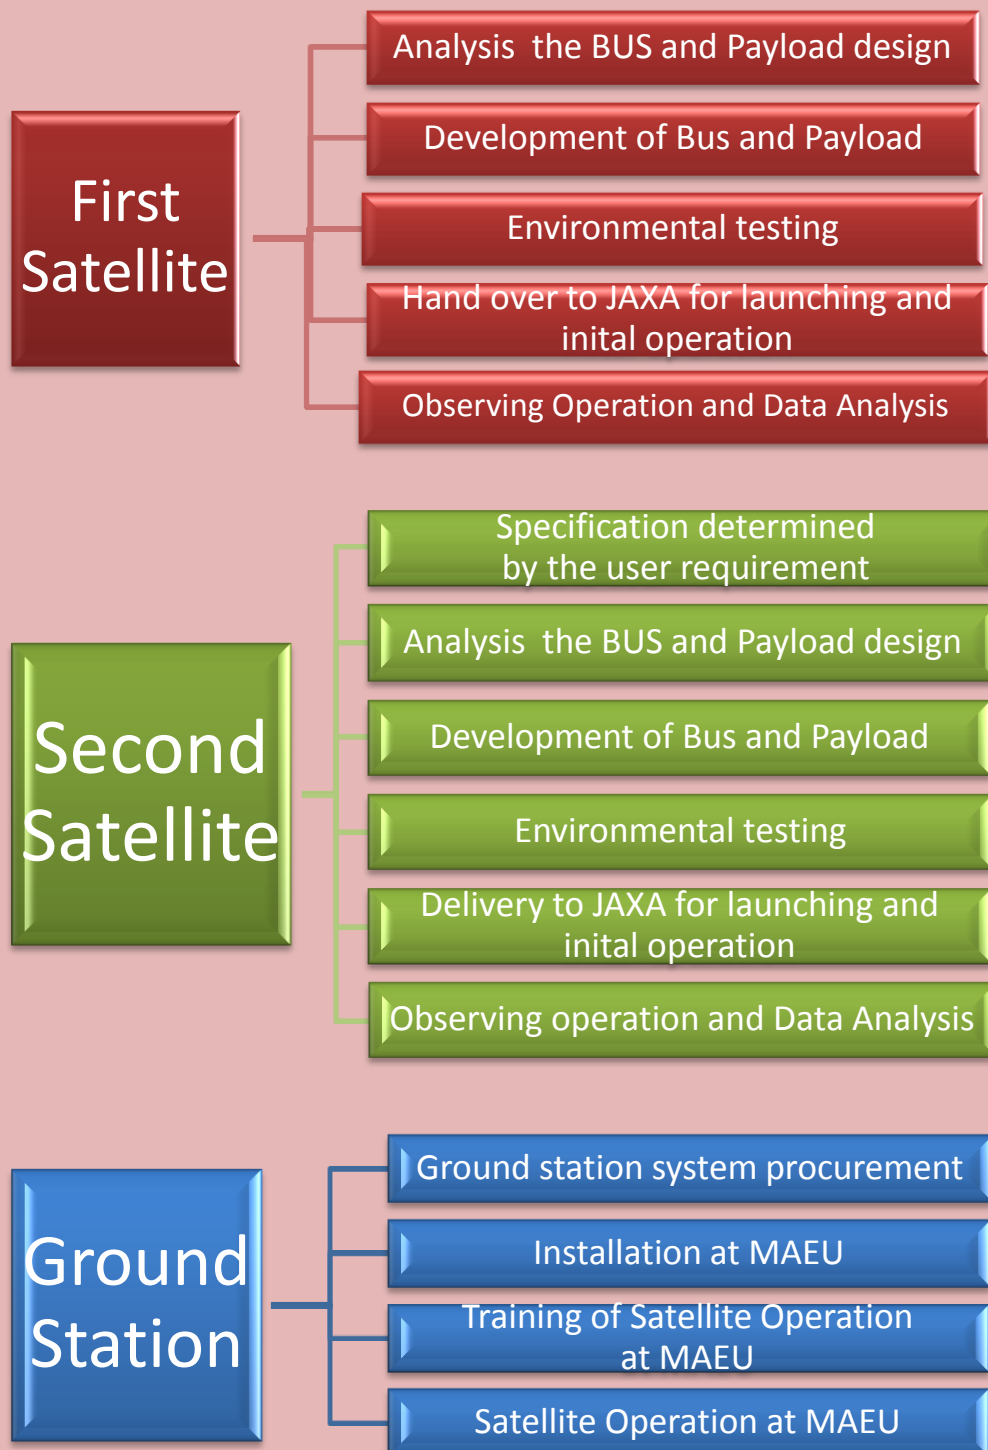 First
Satellite
Analysis  the BUS and Payload design
Development of Bus and Payload
Environmental testing
Hand over to JAXA for launching and
inital operation
Observing Operation and Data Analysis
Second
Satellite
Specification determined
by the user requirement
Analysis  the BUS and Payload design
Development of Bus and Payload
Environmental testing
Delivery to JAXA for launching and
inital operation
Observing operation and Data Analysis
Ground
Station
Ground station system procurement
Installation at MAEU
Training of Satellite Operation
at MAEU
Satellite Operation at MAEU